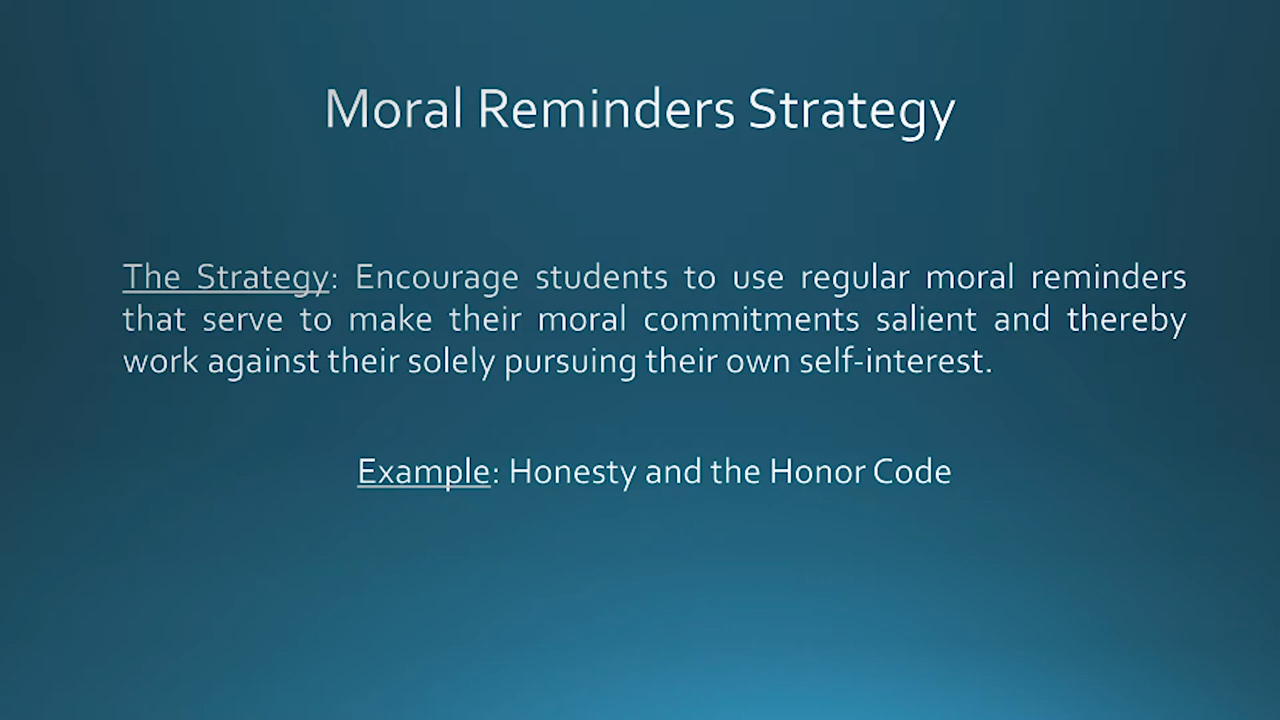 Moral Reminders Strategy
The Strategy: Encourage students to use regular moral reminders
that serve to make their moral commitments salient and thereby
work against their solely pursuing their own self-interest.
Example: Honesty and the Honor Code